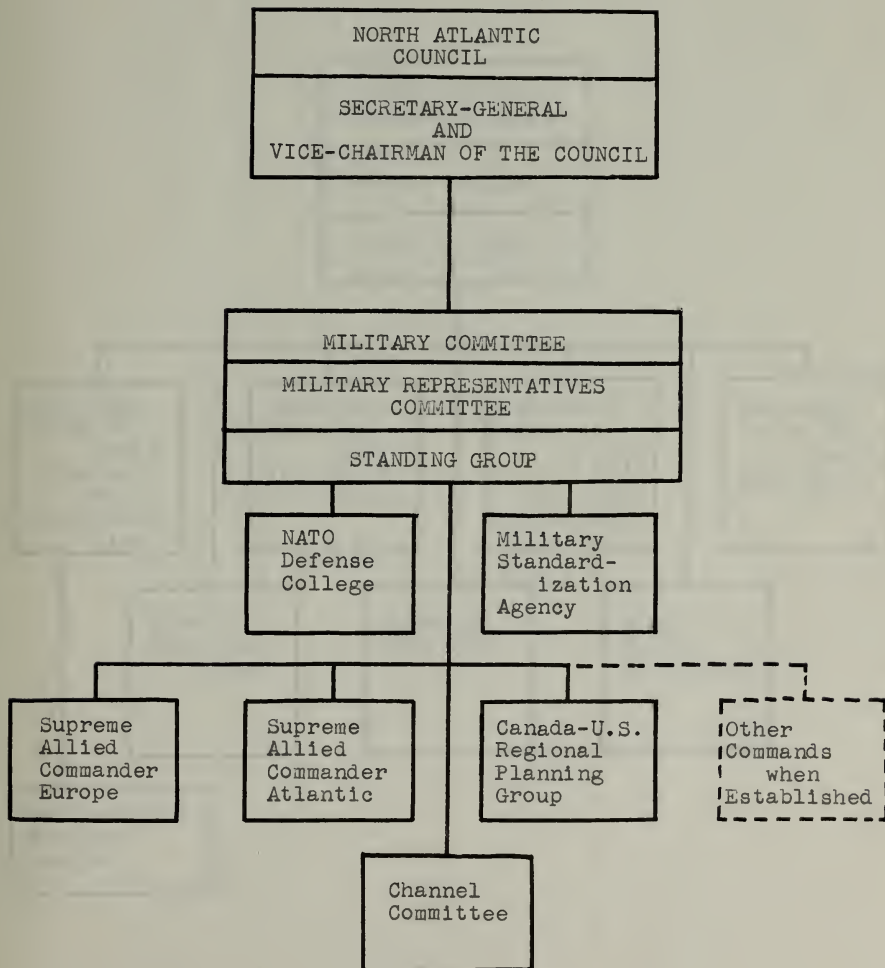 NORTH ATLANTIC
COUNCIL
SECRETARY-GENERAL
AND
VICE-CHAIRMAN OF THE COUNCIL
MILITARY COMMITTEE
MILITARY REPRESENTATIVES
COMMITTEE
STANDING GROUP
NATO
Defense
College
Military
Standard-
ization
Agency
Supreme
Allied
Commander
Europe
Supreme
Allied
Commander
Atlantic
Canada-U.S.
Regional
Planning
Group
Other
Commands
when
Established
Channel
Committee